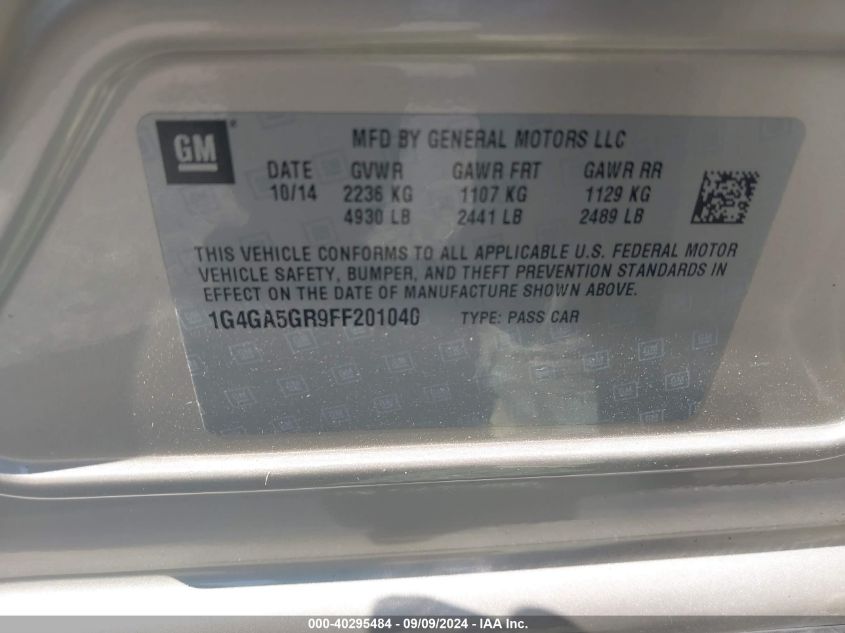 GM
MFD BY GENERAL MOTORS LLC
DATE GVWR GAWR FRT GAWR RR
10/14 2236 KG 1107 KG 1129 KG
4930 LB 2441 LB 2489 LB
THIS VEHICLE CONFORMS TO ALL APPLICABLE U.S. FEDERAL MOTOR
VEHICLE SAFETY, BUMPER, AND THEFT PREVENTION STANDARDS IN
EFFECT ON THE DATE OF MANUFACTURE SHOWN ABOVE.
1G4GA5GR9FF201040 TYPE: PASS CAR
000-40295484 - 09/09/2024 - IAA Inc.